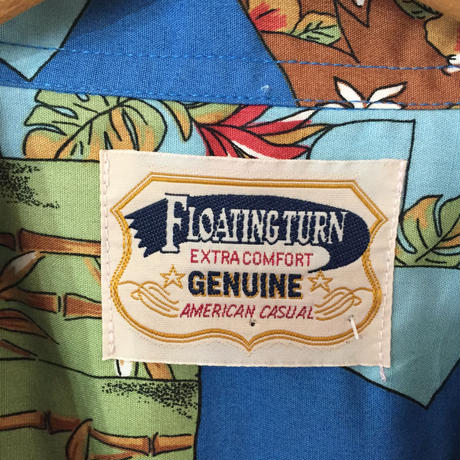 FLOATING TURN
EXTRA COMFORT
GENUINE
AMERICAN CASUAL